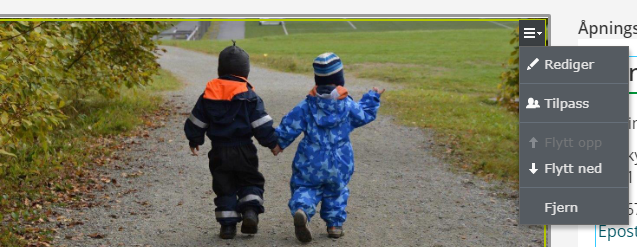 Åpnings
Rediger
Tilpass
Flytt opp
Flytt ned
Fjern
Epost